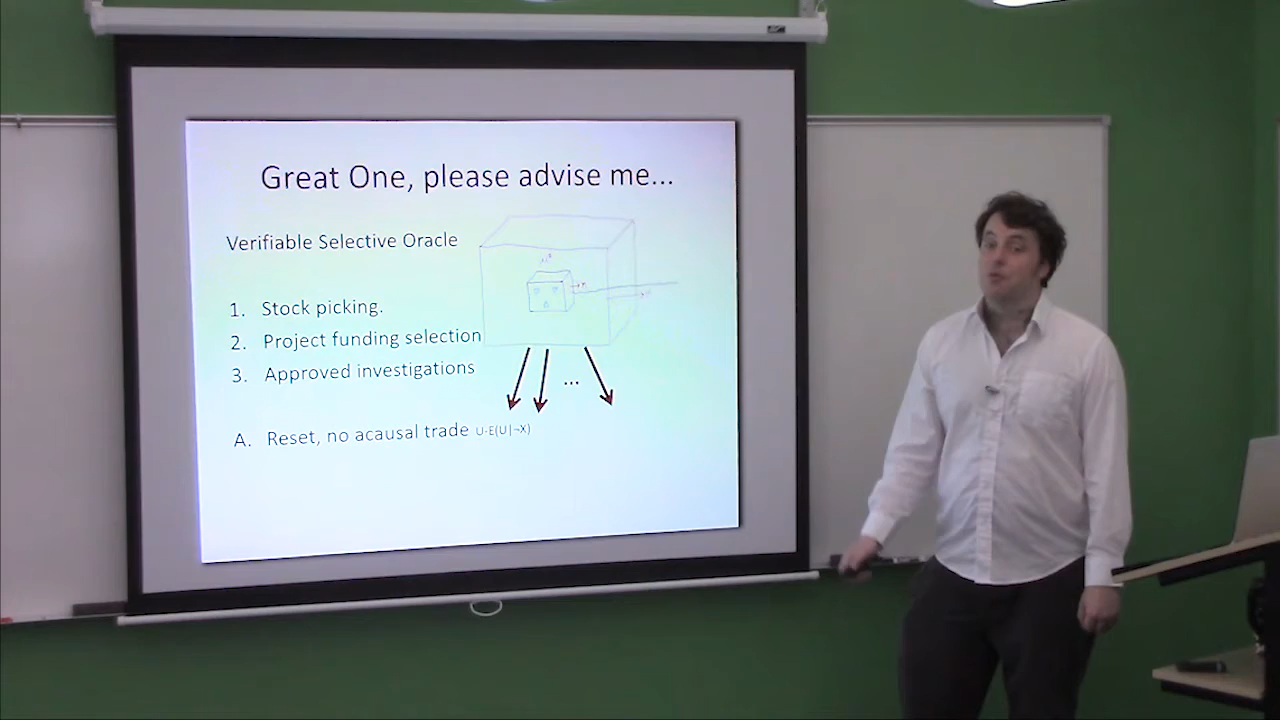 Great One, please advise me...
Verifiable Selective Oracle
1. Stock picking.
2. Project funding selection
3. Approved investigations
...
A. Reset, no acausal trade U-E(U|¬X)